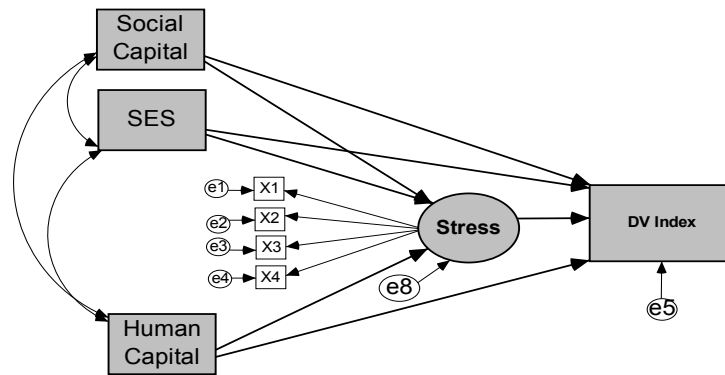 Social
Capital
SES
e1
X1
e2
X2
e3
X3
e4
X4
Stress
e8
DV Index
e5
Human
Capital